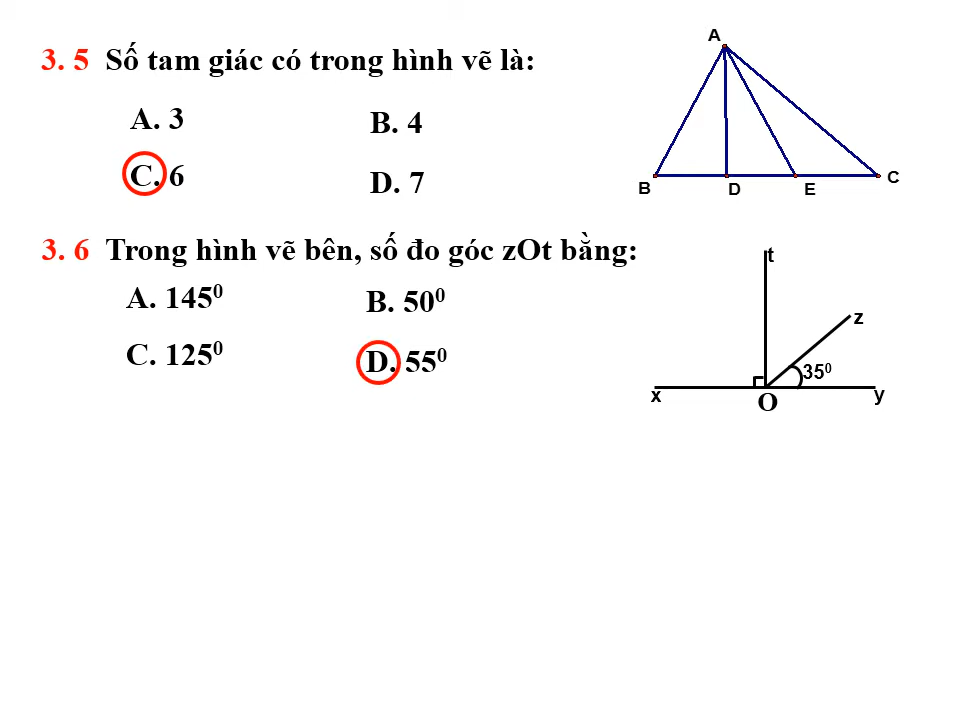 3. 5 Số tam giác có trong hình vẽ là:
A. 3
B. 4
C. 6
D. 7
A
B
D
E
C
3. 6 Trong hình vẽ bên, số đo góc zOt bằng:
A. 145⁰
B. 50⁰
C. 125⁰
D. 55⁰
t
z
35⁰
x
O
y